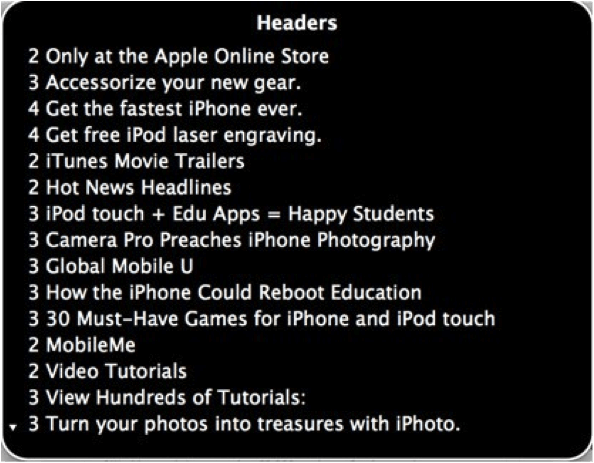 Headers
2 Only at the Apple Online Store
3 Accessorize your new gear.
4 Get the fastest iPhone ever.
4 Get free iPod laser engraving.
2 iTunes Movie Trailers
2 Hot News Headlines
3 iPod touch + Edu Apps = Happy Students
3 Camera Pro Preaches iPhone Photography
3 Global Mobile U
3 How the iPhone Could Reboot Education
3 30 Must-Have Games for iPhone and iPod touch
2 MobileMe
2 Video Tutorials
3 View Hundreds of Tutorials:
3 Turn your photos into treasures with iPhoto.